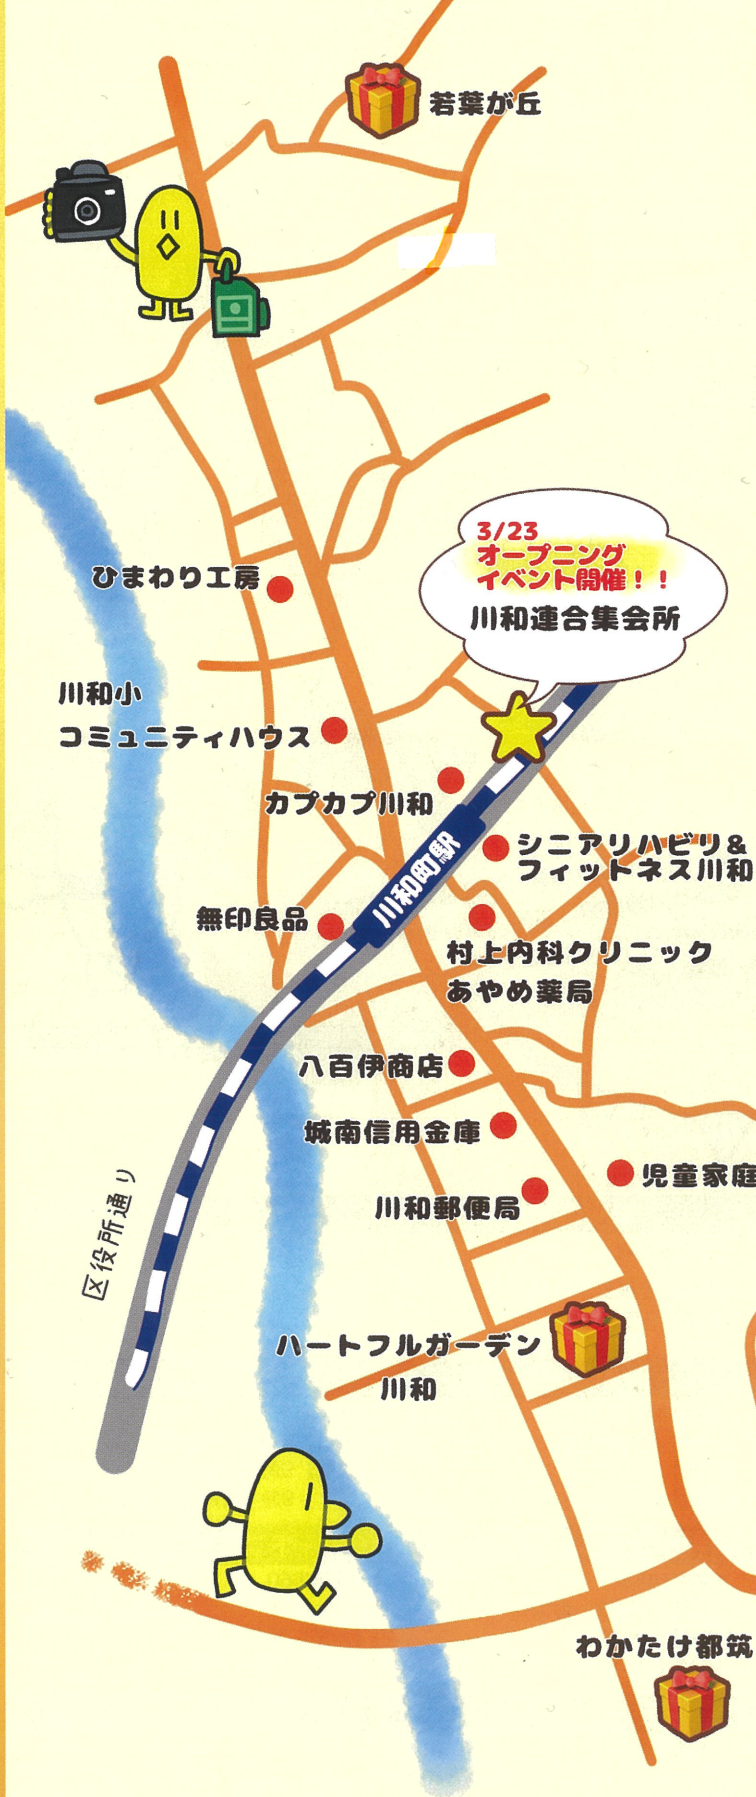 若葉が丘
3/23
オープニング
イベント開催！！
川和連合集会所
ひまわり工房
川和小
コミュニティハウス
カプカプ川和
川和町駅
シニアリハビリ&
フィットネス川和
無印良品
村上内科クリニック
あやめ薬局
八百伊商店
城南信用金庫
児童家庭
川和郵便局
区役所通り
ハートフルガーデン
川和
わかたけ都筑